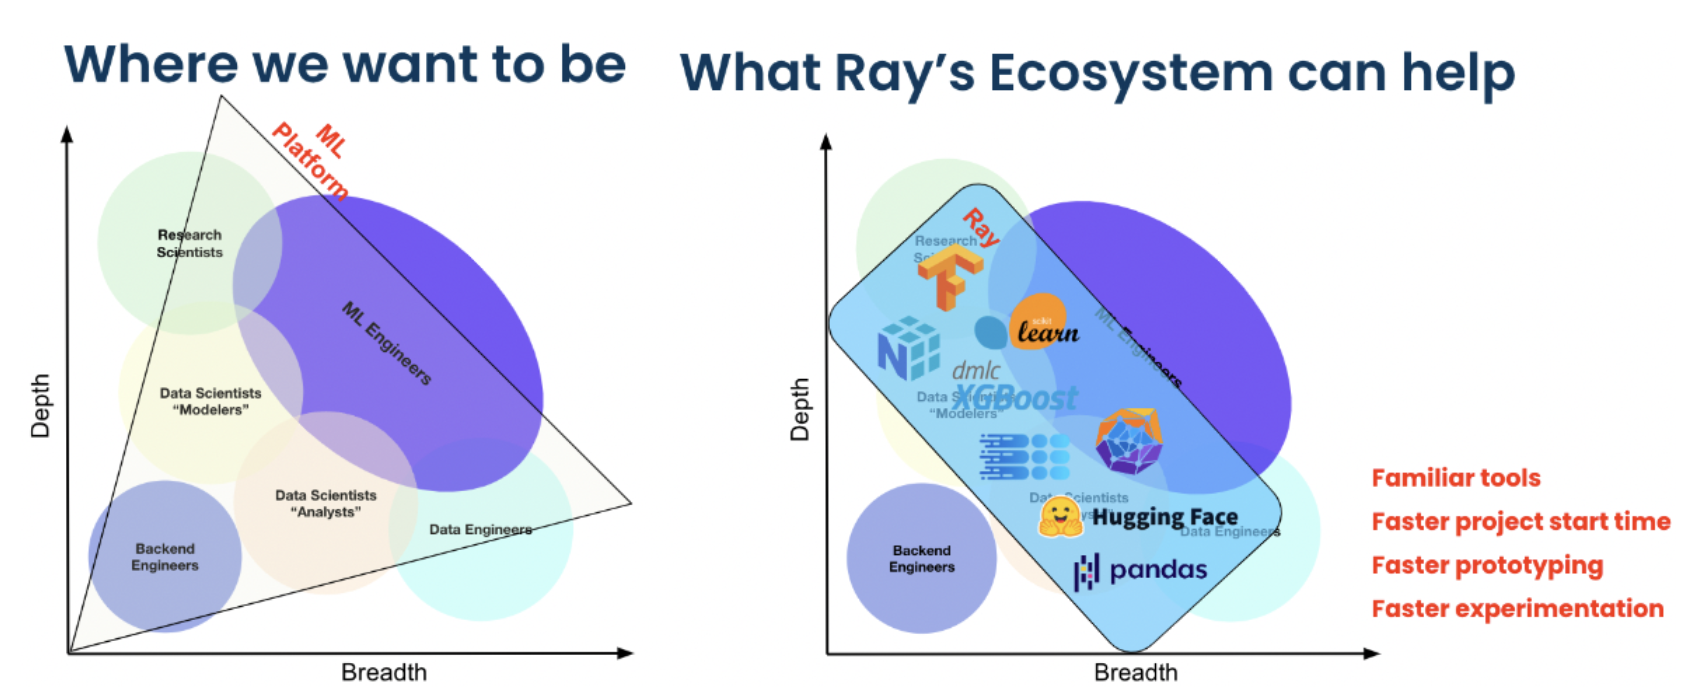 Where we want to be
ML
Platform
Research
Scientists
ML Engineers
Data Scientists
“Modelers”
Data Scientists
“Analysts”
Data Engineers
Backend
Engineers
Depth
Breadth
What Ray’s Ecosystem can help
Ray
Research
ML Engineers
scikit
learn
dmlc
XGBoost
Data Scientists
“Modelers”
Data Scientists
Hugging Face
Data Engineers
pandas
Backend
Engineers
Depth
Breadth
Familiar tools
Faster project start time
Faster prototyping
Faster experimentation